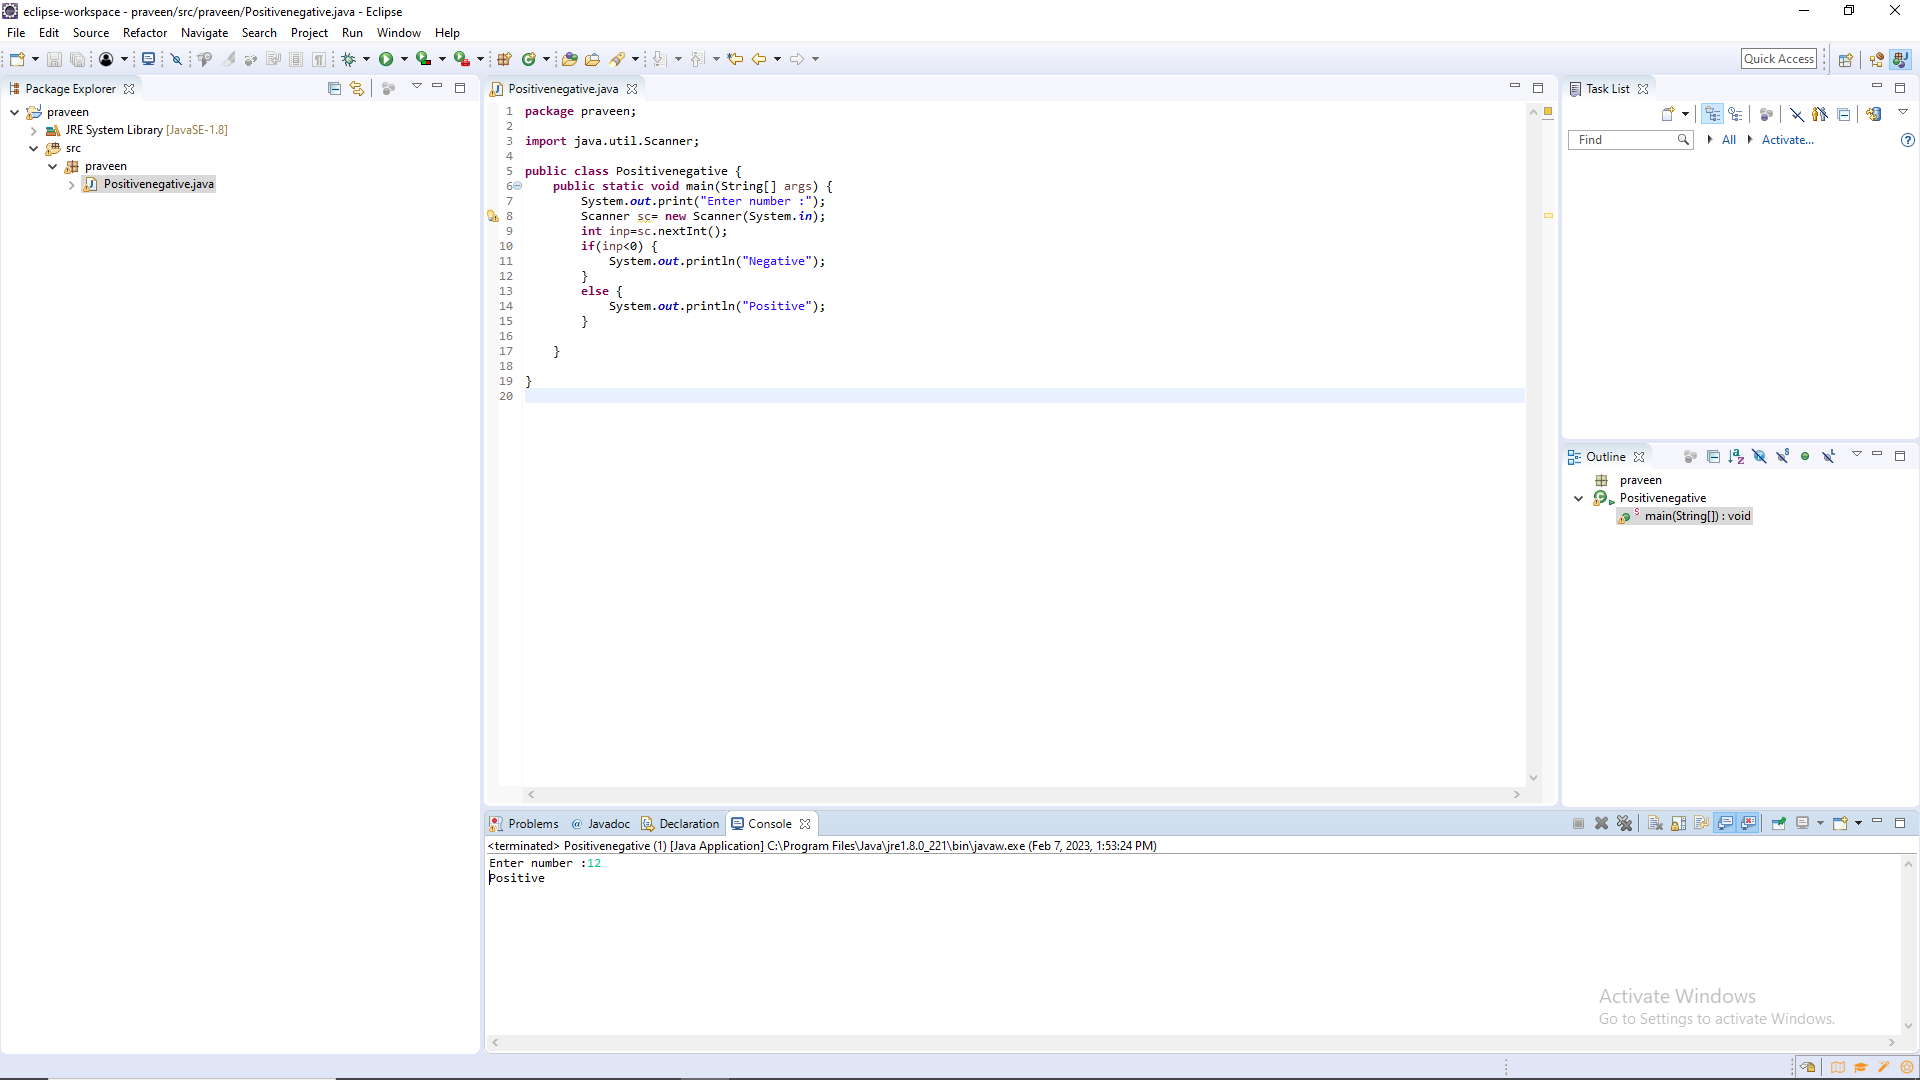 eclipse-workspace - praveen/src/praveen/Positivenegative.java - Eclipse
File Edit Source Refactor Navigate Search Project Run Window Help
Quick Access
Package Explorer
praveen
JRE System Library [JavaSE-1.8]
src
praveen
Positivenegative.java
Positivenegative.java
1 package praveen;
2
3 import java.util.Scanner;
4
5 public class Positivenegative {
6 public static void main(String[] args) {
7 System.out.print("Enter number :");
8 Scanner sc= new Scanner(System.in);
9 int inp=sc.nextInt();
10 if(inp<0) {
11 System.out.println("Negative");
12 }
13 else {
14 System.out.println("Positive");
15 }
16
17 }
18
19 }
20
Task List
Find All Activate...
Outline
praveen
Positivenegative
main(String[]) : void
Problems Javadoc Declaration Console
<terminated> Positivenegative (1) [Java Application] C:\Program Files\Java\jre1.8.0_221\bin\javaw.exe (Feb 7, 2023, 1:53:24 PM)
Enter number :12
Positive
Activate Windows
Go to Settings to activate Windows.